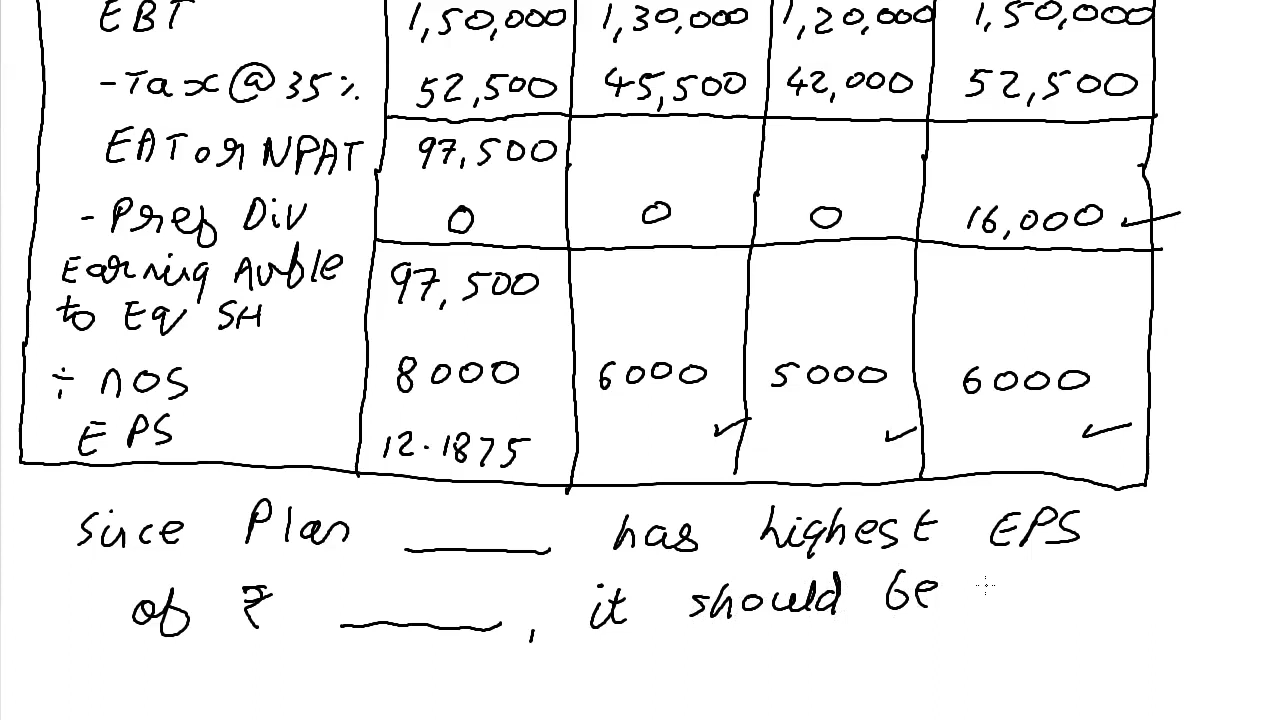 EBT 1,50,000 1,30,000 1,20,000 1,50,000
-Tax@35%. 52,500 45,500 42,000 52,500
EAT or NPAT 97,500
- Pref Div 0 0 0 16,000
Earning Avble 97,500
to Eq SH
÷ nos 8000 6000 5000 6000
EPS 12.1875
Since Plan ____ has highest EPS
of ₹ ____, it should be